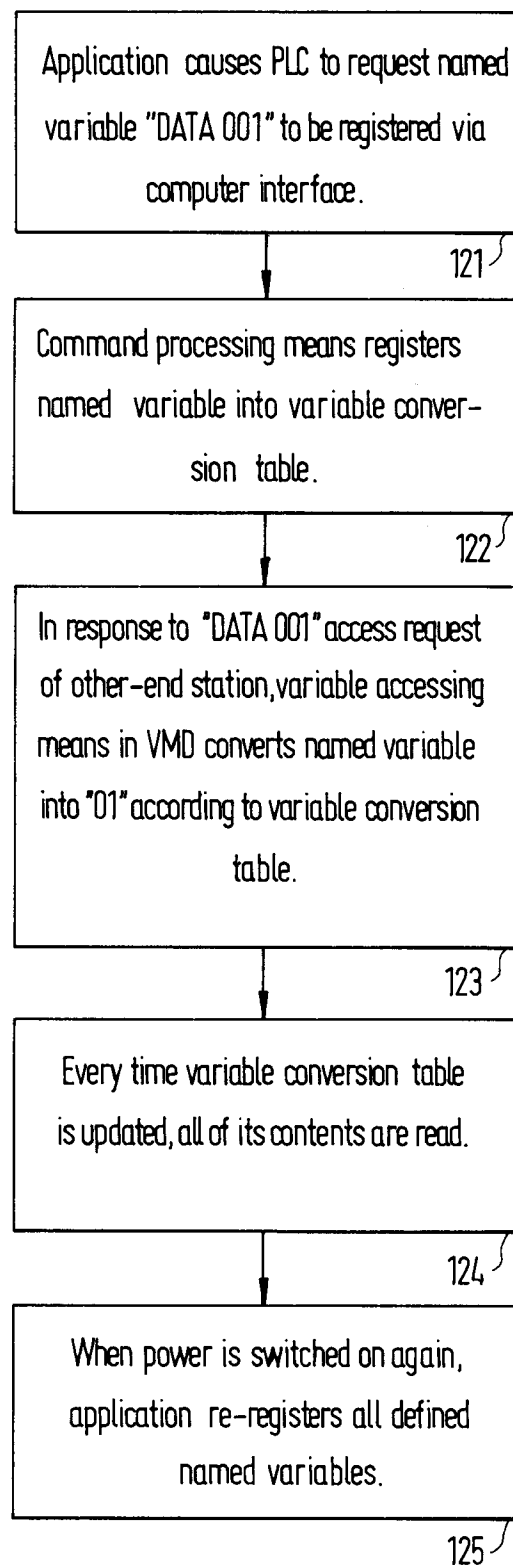 Application causes PLC to request named
variable "DATA 001" to be registered via
computer interface.
121
Command processing means registers
named variable into variable conver-
sion table.
122
In response to "DATA 001" access request
of other-end station, variable accessing
means in VMD converts named variable
into "01" according to variable conversion
table.
123
Every time variable conversion table
is updated, all of its contents are read.
124
When power is switched on again,
application re-registers all defined
named variables.
125